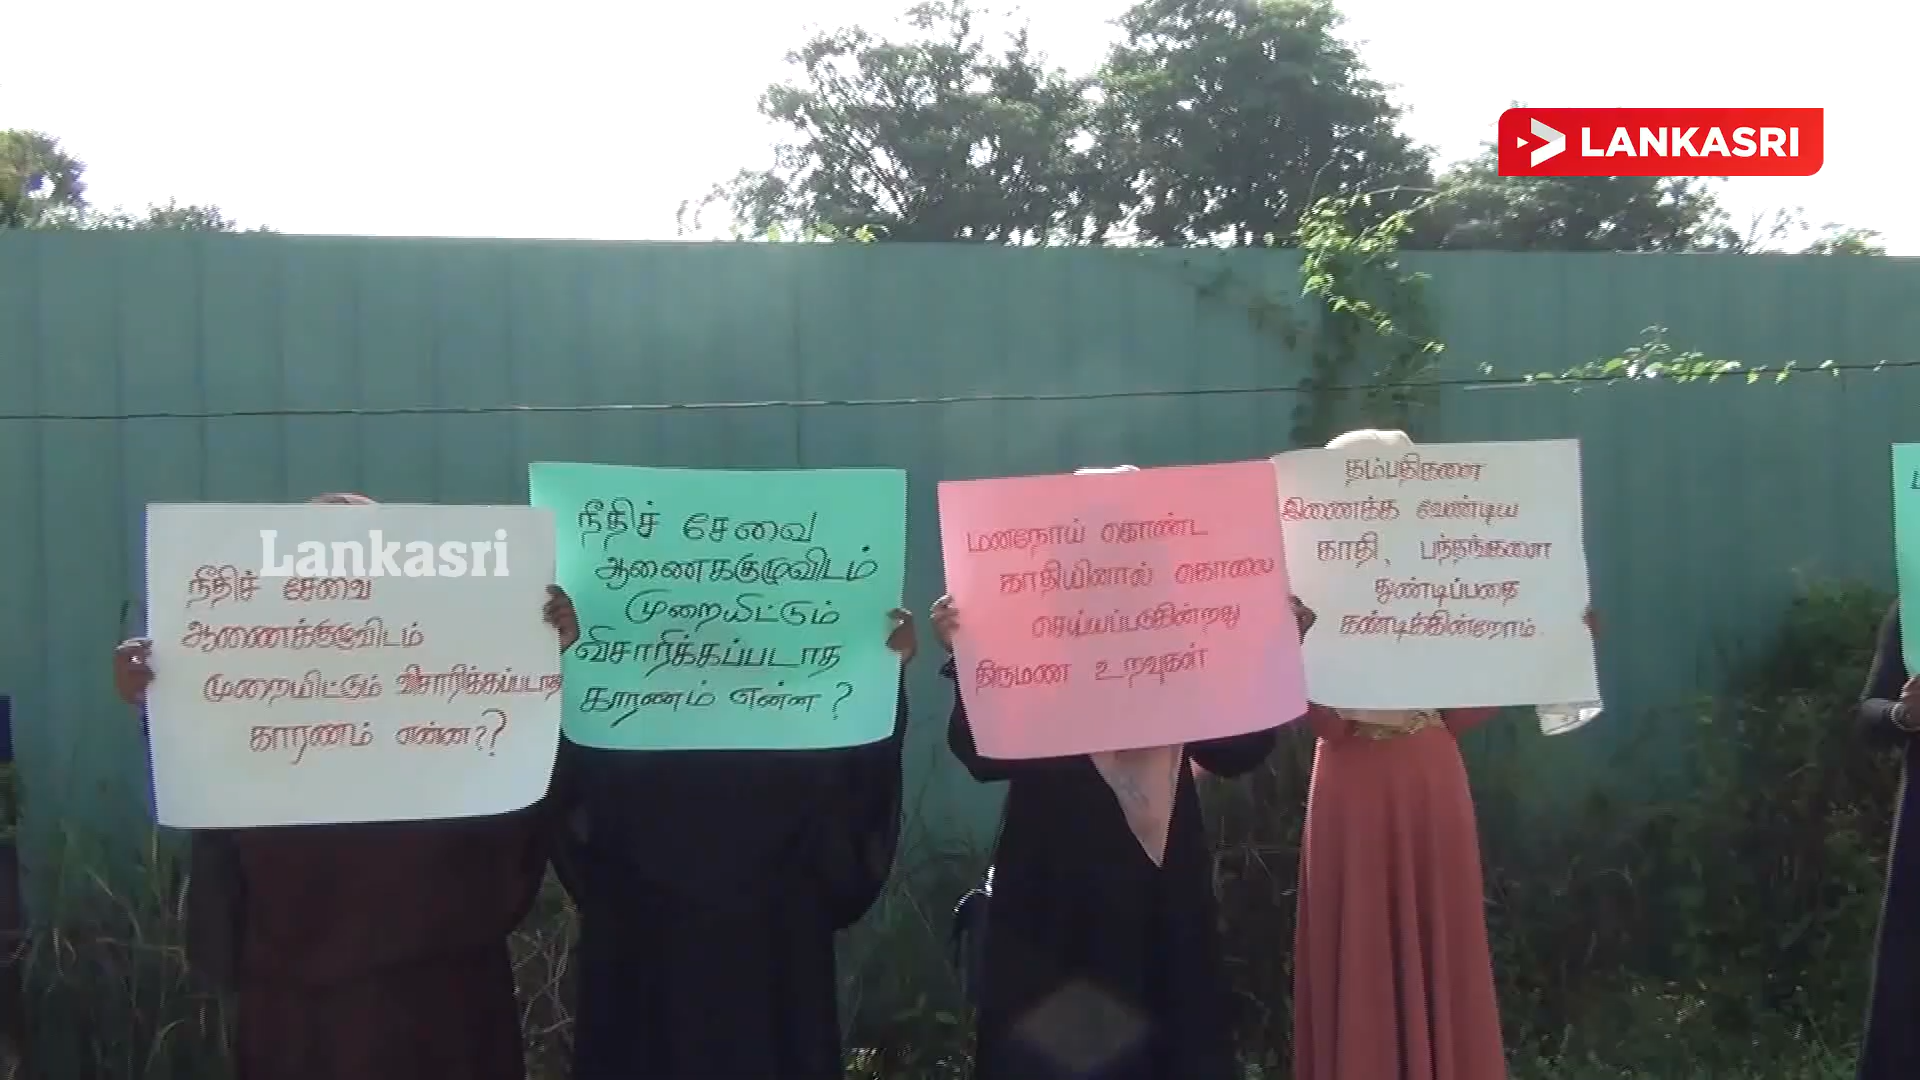 LANKASRI
Lankasri
நீதிச் சேவை
ஆணைக்குழுவிடம்
முறையிட்டும் விசாரிக்கப்படாத
காரணம் என்ன??
நீதிச் சேவை
ஆணைக்குழுவிடம்
முறையிட்டும்
விசாரிக்கப்படாத
காரணம் என்ன?
மனநோய் கொண்ட
காதியினால் கொலை
செய்யப்படுகின்றது
திருமண உறவுகள்
தம்பதிகளை
இணைக்க வேண்டிய
காதி, பந்தங்களை
துண்டிப்பதை
கண்டிக்கின்றோம்.